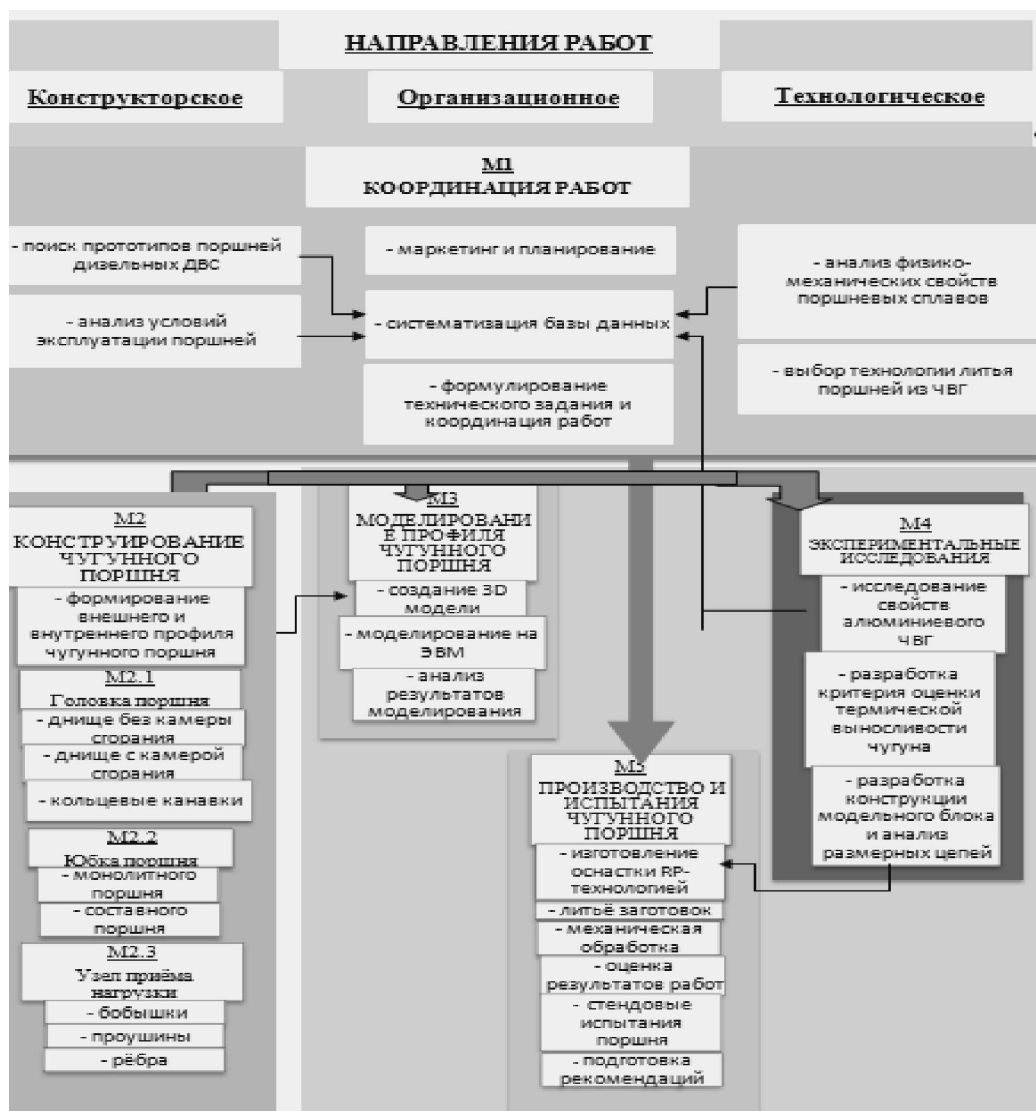 НАПРАВЛЕНИЯ РАБОТ
Конструкторское
Организационное
Технологическое
М1
КООРДИНАЦИЯ РАБОТ
- поиск прототипов поршней
дизельных ДВС
- анализ условий
эксплуатации поршней
- маркетинг и планирование
- систематизация базы данных
- формулирование
технического задания и
координация работ
- анализ физико-
механических свойств
поршневых сплавов
- выбор технологии литья
поршней из ЧВГ
М2
КОНСТРУИРОВАНИЕ
ЧУГУННОГО
ПОРШНЯ
- формирование
внешнего и
внутреннего профиля
чугунного поршня
М2.1
Головка поршня
- днище без камеры
сгорания
- днище с камерой
сгорания
- кольцевые канавки
М2.2
Юбка поршня
- монолитного
поршня
- составного
поршня
М2.3
Узел приёма
нагрузки
- бобышки
- проушины
- рёбра
М3
МОДЕЛИРОВАНИ
Е ПРОФИЛЯ
ЧУГУННОГО
ПОРШНЯ
- создание 3D
модели
- моделирование на
ЭВМ
- анализ
результатов
моделирования
М4
ЭКСПЕРИМЕНТАЛЬНЫЕ
ИССЛЕДОВАНИЯ
- исследование
свойств
алюминиевого
ЧВГ
- разработка
критерия оценки
термической
выносливости
чугуна
- разработка
конструкции
модельного блока
и анализ
размерных цепей
М5
ПРОИЗВОДСТВО И
ИСПЫТАНИЯ
ЧУГУННОГО
ПОРШНЯ
- изготовление
оснастки RP-
технологией
- литьё заготовок
- механическая
обработка
- оценка
результатов работ
- стендовые
испытания
поршня
- подготовка
рекомендаций